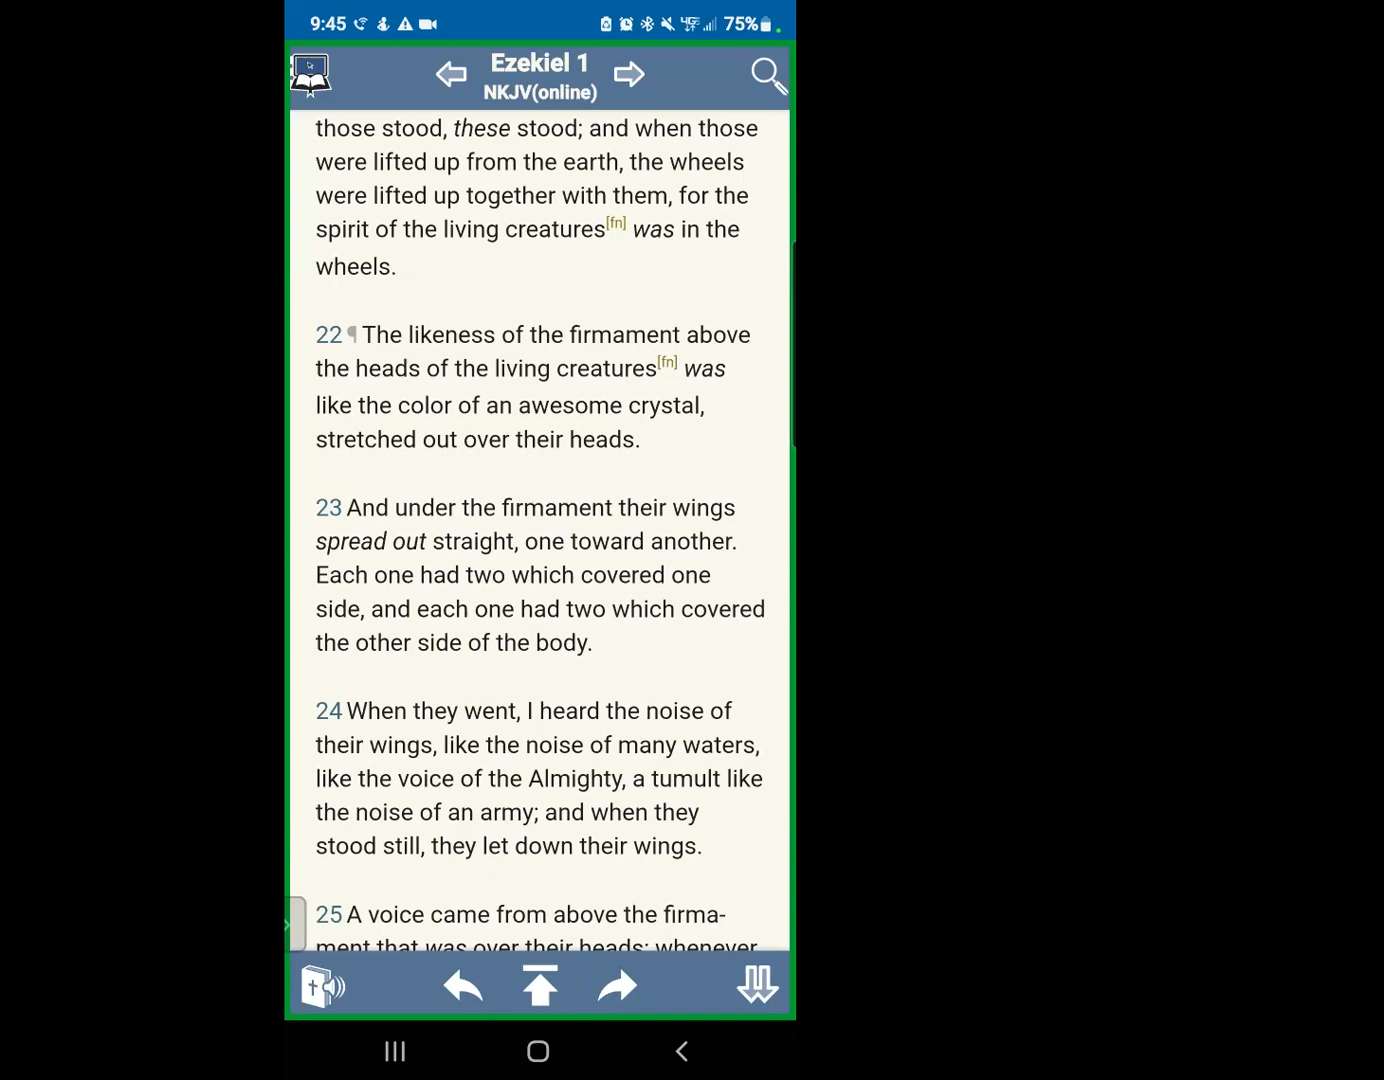 9:45
75%
Ezekiel 1
NKJV(online)
those stood, these stood; and when those
were lifted up from the earth, the wheels
were lifted up together with them, for the
spirit of the living creatures[fn] was in the
wheels.
22 ¶ The likeness of the firmament above
the heads of the living creatures[fn] was
like the color of an awesome crystal,
stretched out over their heads.
23 And under the firmament their wings
spread out straight, one toward another.
Each one had two which covered one
side, and each one had two which covered
the other side of the body.
24 When they went, I heard the noise of
their wings, like the noise of many waters,
like the voice of the Almighty, a tumult like
the noise of an army; and when they
stood still, they let down their wings.
25 A voice came from above the firma-
ment that was over their heads; whenever